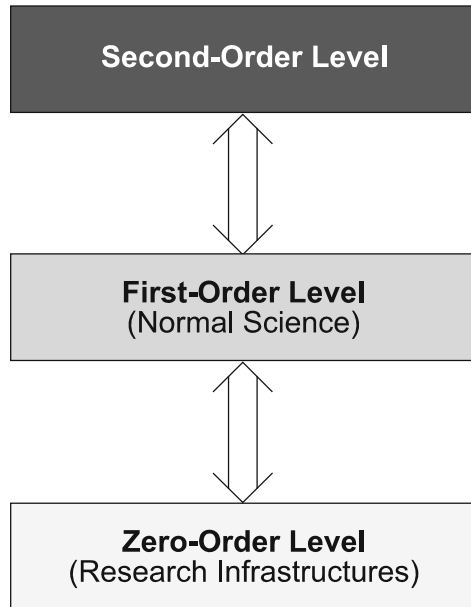 Second-Order Level
First-Order Level
(Normal Science)
Zero-Order Level
(Research Infrastructures)